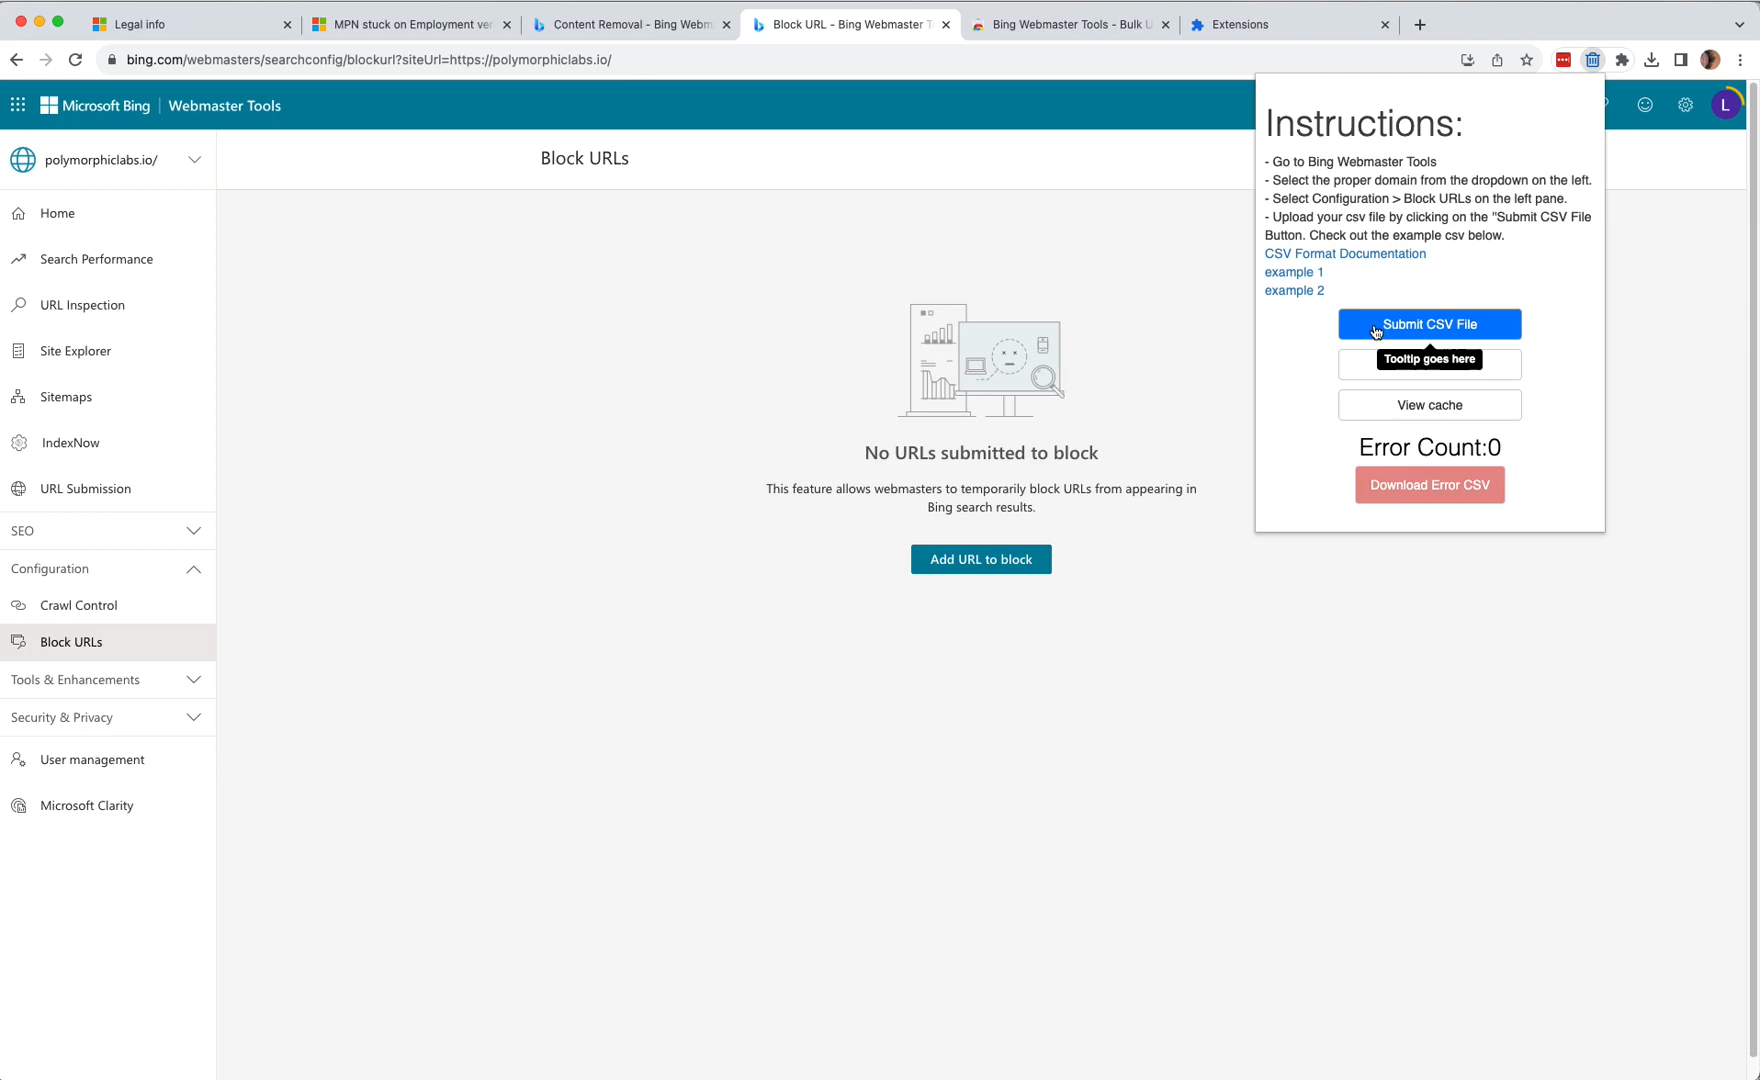 Legal info
MPN stuck on Employment ver
Content Removal - Bing Webm
Block URL - Bing Webmaster T
Bing Webmaster Tools - Bulk U
Extensions
bing.com/webmasters/searchconfig/blockurl?siteUrl=https://polymorphiclabs.io/
Microsoft Bing | Webmaster Tools
L
polymorphiclabs.io/
Block URLs
Home
Search Performance
URL Inspection
Site Explorer
Sitemaps
IndexNow
URL Submission
SEO
Configuration
Crawl Control
Block URLs
Tools & Enhancements
Security & Privacy
User management
Microsoft Clarity
No URLs submitted to block
This feature allows webmasters to temporarily block URLs from appearing in
Bing search results.
Add URL to block
Instructions:
- Go to Bing Webmaster Tools
- Select the proper domain from the dropdown on the left.
- Select Configuration > Block URLs on the left pane.
- Upload your csv file by clicking on the "Submit CSV File
Button. Check out the example csv below.
CSV Format Documentation
example 1
example 2
Submit CSV File
Tooltip goes here
View cache
Error Count:0
Download Error CSV